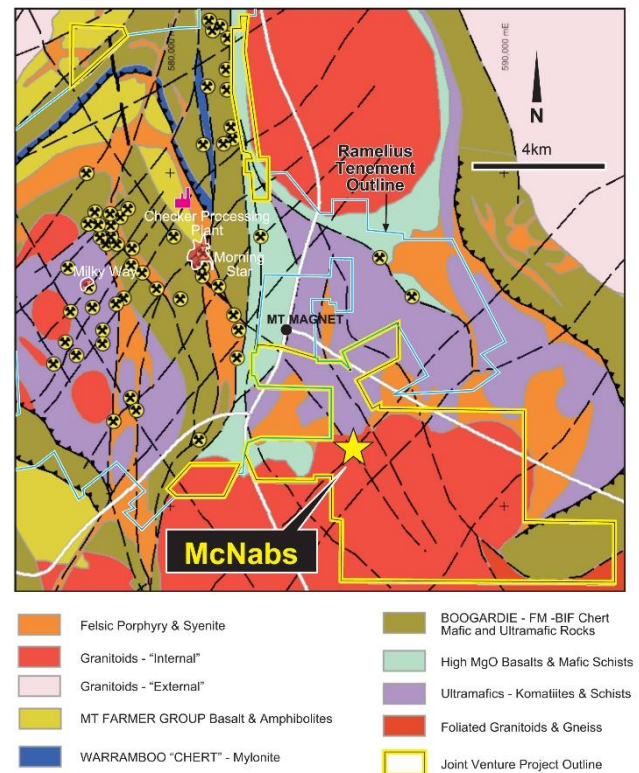 580,000 mE
590,000 mE
N
4km
Ramelius
Tenement
Outline
Checker Processing
Plant
Morning
Star
Milky Way
MT MAGNET
McNabs
Felsic Porphyry & Syenite
Granitoids - "Internal"
Granitoids - "External"
MT FARMER GROUP Basalt & Amphibolites
WARRAMBOO "CHERT" - Mylonite
BOOGARDIE - FM -BIF Chert
Mafic and Ultramafic Rocks
High MgO Basalts & Mafic Schists
Ultramafics - Komatiites & Schists
Foliated Granitoids & Gneiss
Joint Venture Project Outline